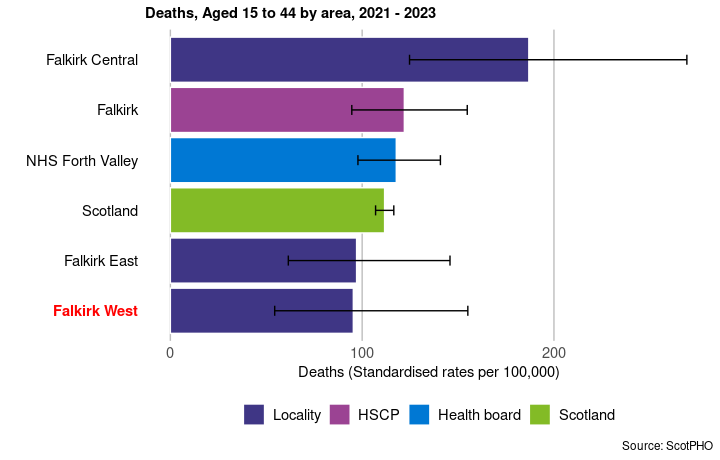 Deaths, Aged 15 to 44 by area, 2021 - 2023
Falkirk Central
Falkirk
NHS Forth Valley
Scotland
Falkirk East
Falkirk West
0 100 200
Deaths (Standardised rates per 100,000)
Locality HSCP Health board Scotland
Source: ScotPHO